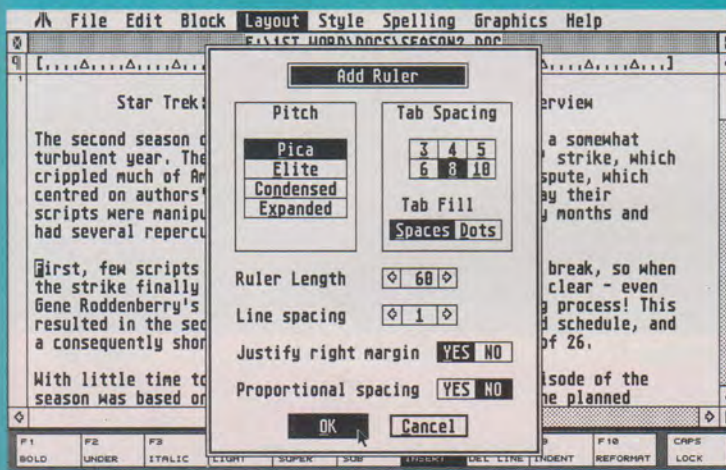 File Edit Block Layout Style Spelling Graphics Help
F:\1ST_WORD\DOCS\SEASON2.DOC
Add Ruler
Star Trek: erview
Pitch Tab Spacing
The second season a somewhat
turbulent year. The strike, which
crippled much of spute, which
centred on authors' ay their
scripts were manipu months and
had several repercu
Pica 3 4 5
Elite 6 8 10
Condensed
Expanded
Tab Fill
Spaces Dots
First, few scripts break, so when
the strike finally clear - even
Gene Roddenberry's process! This
resulted in the sec schedule, and
a consequently shor of 26.
Ruler Length 60
Line spacing 1
Justify right margin YES NO
With little time to isode of the
season was based on he planned
Proportional spacing YES NO
OK Cancel
F1 F2 F3 F10 CAPS
BOLD UNDER ITALIC LIGHT SUPER SUB INSERT DEL LINE INDENT REFORMAT LOCK